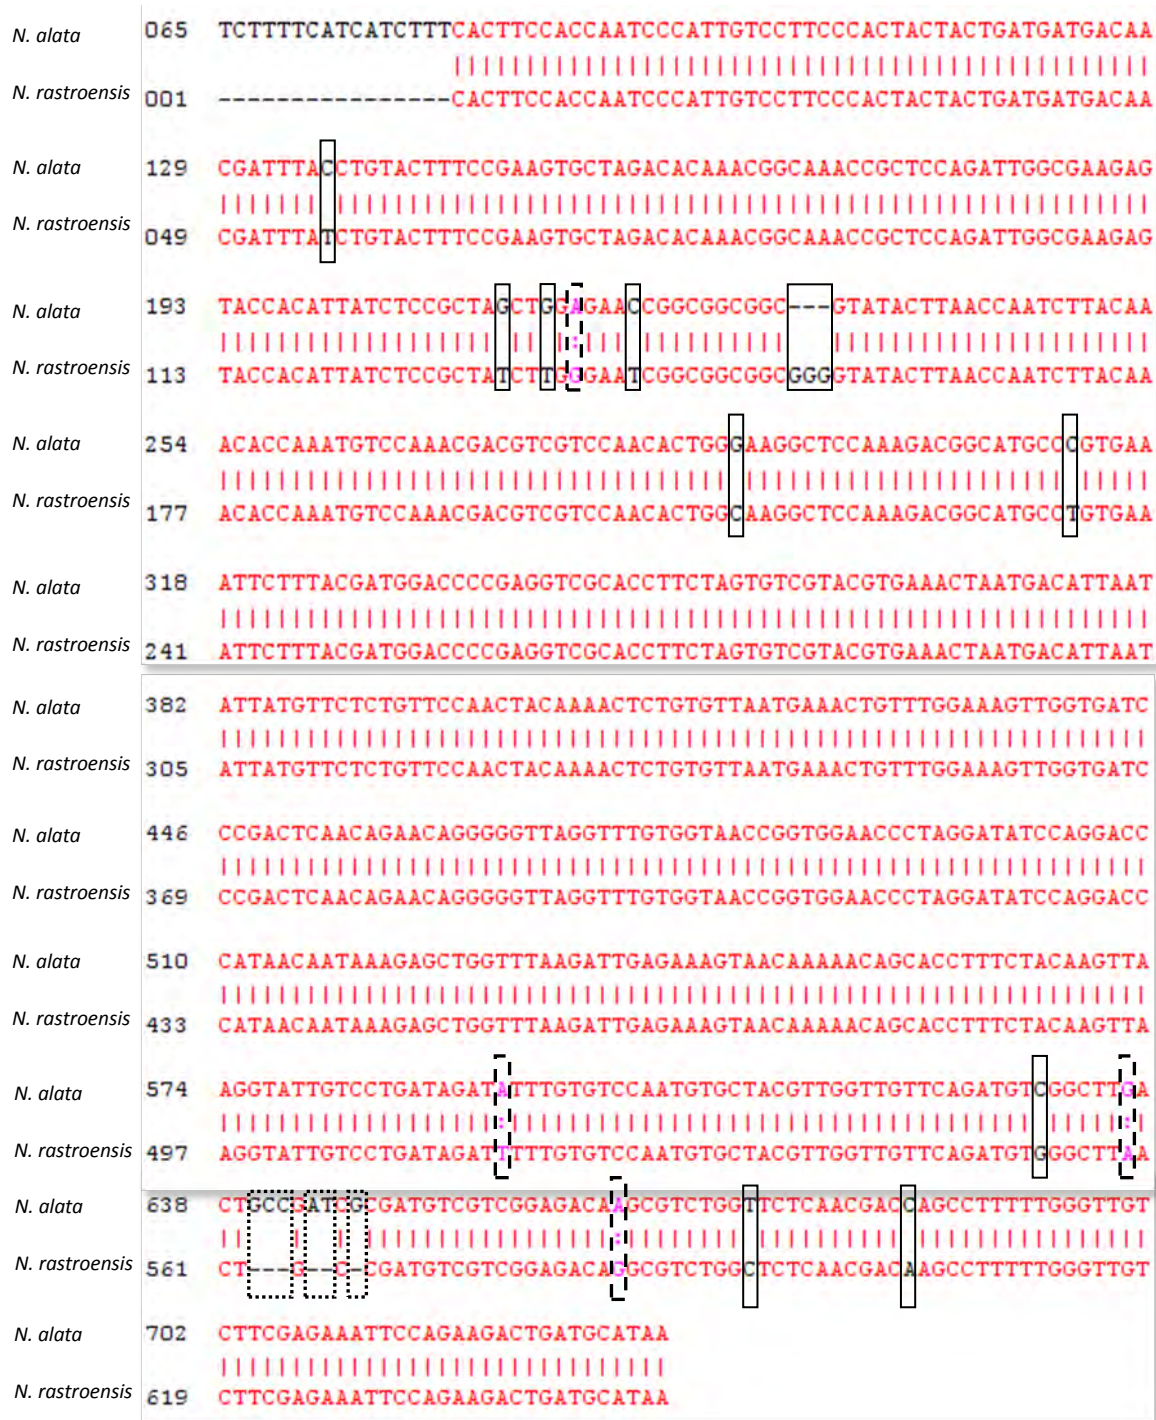 N. alata 065 TCTTTTCATCATCTTTCACTTCCACCAATCCCATTGTCCTTCCCACTACTACTGATGATGACAA
N. rastroensis 001 ----------------CACTTCCACCAATCCCATTGTCCTTCCCACTACTACTGATGATGACAA
N. alata 129 CGATTTACCTGTACTTTCCGAAGTGCTAGACACAAACGGCAAACCGCTCCAGATTGGCGAAGAG
N. rastroensis 049 CGATTTATCTGTACTTTCCGAAGTGCTAGACACAAACGGCAAACCGCTCCAGATTGGCGAAGAG
N. alata 193 TACCACATTATCTCCGCTAGCTGGAGAACCGGCGGCGGC---GTATACTTAACCAATCTTACAA
N. rastroensis 113 TACCACATTATCTCCGCTATCTTGGGAATCGGCGGCGGCGGGGTATACTTAACCAATCTTACAA
N. alata 254 ACACCAAATGTCCAAACGACGTCGTCCAACACTGGGAAGGCTCCAAAGACGGCATGCCCGTGAA
N. rastroensis 177 ACACCAAATGTCCAAACGACGTCGTCCAACACTGGCAAGGCTCCAAAGACGGCATGCCTGTGAA
N. alata 318 ATTCTTTACGATGGACCCCGAGGTCGCACCTTCTAGTGTCGTACGTGAAACTAATGACATTAAT
N. rastroensis 241 ATTCTTTACGATGGACCCCGAGGTCGCACCTTCTAGTGTCGTACGTGAAACTAATGACATTAAT
N. alata 382 ATTATGTTCTCTGTTCCAACTACAAAACTCTGTGTTAATGAAACTGTTTGGAAAGTTGGTGATC
N. rastroensis 305 ATTATGTTCTCTGTTCCAACTACAAAACTCTGTGTTAATGAAACTGTTTGGAAAGTTGGTGATC
N. alata 446 CCGACTCAACAGAACAGGGGGTTAGGTTTGTGGTAACCGGTGGAACCCTAGGATATCCAGGACC
N. rastroensis 369 CCGACTCAACAGAACAGGGGGTTAGGTTTGTGGTAACCGGTGGAACCCTAGGATATCCAGGACC
N. alata 510 CATAACAATAAAGAGCTGGTTTAAGATTGAGAAAGTAACAAAAACAGCACCTTTCTACAAGTTA
N. rastroensis 433 CATAACAATAAAGAGCTGGTTTAAGATTGAGAAAGTAACAAAAACAGCACCTTTCTACAAGTTA
N. alata 574 AGGTATTGTCCTGATAGATATTTGTGTCCAATGTGCTACGTTGGTTGTTCAGATGTCGGCTTGA
N. rastroensis 497 AGGTATTGTCCTGATAGATTTTTGTGTCCAATGTGCTACGTTGGTTGTTCAGATGTGGGCTTAA
N. alata 638 CTGCCGATCGCGATGTCGTCGGAGACAAGCGTCTGGTTCTCAACGACCAGCCTTTTTGGGTTGT
N. rastroensis 561 CT---G--C-CGATGTCGTCGGAGACAGGCGTCTGGCTCTCAACGACAAGCCTTTTTGGGTTGT
N. alata 702 CTTCGAGAAATTCCAGAAGACTGATGCATAA
N. rastroensis 619 CTTCGAGAAATTCCAGAAGACTGATGCATAA